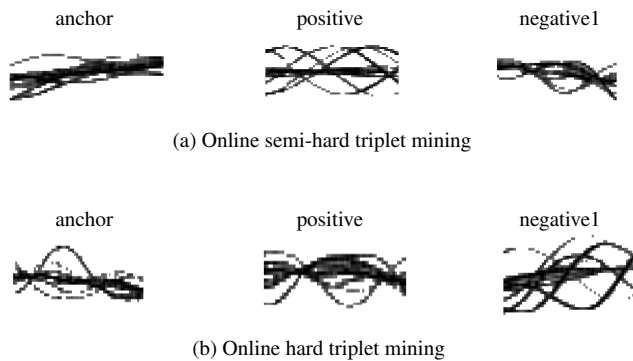 anchor positive negative1
(a) Online semi-hard triplet mining
anchor positive negative1
(b) Online hard triplet mining